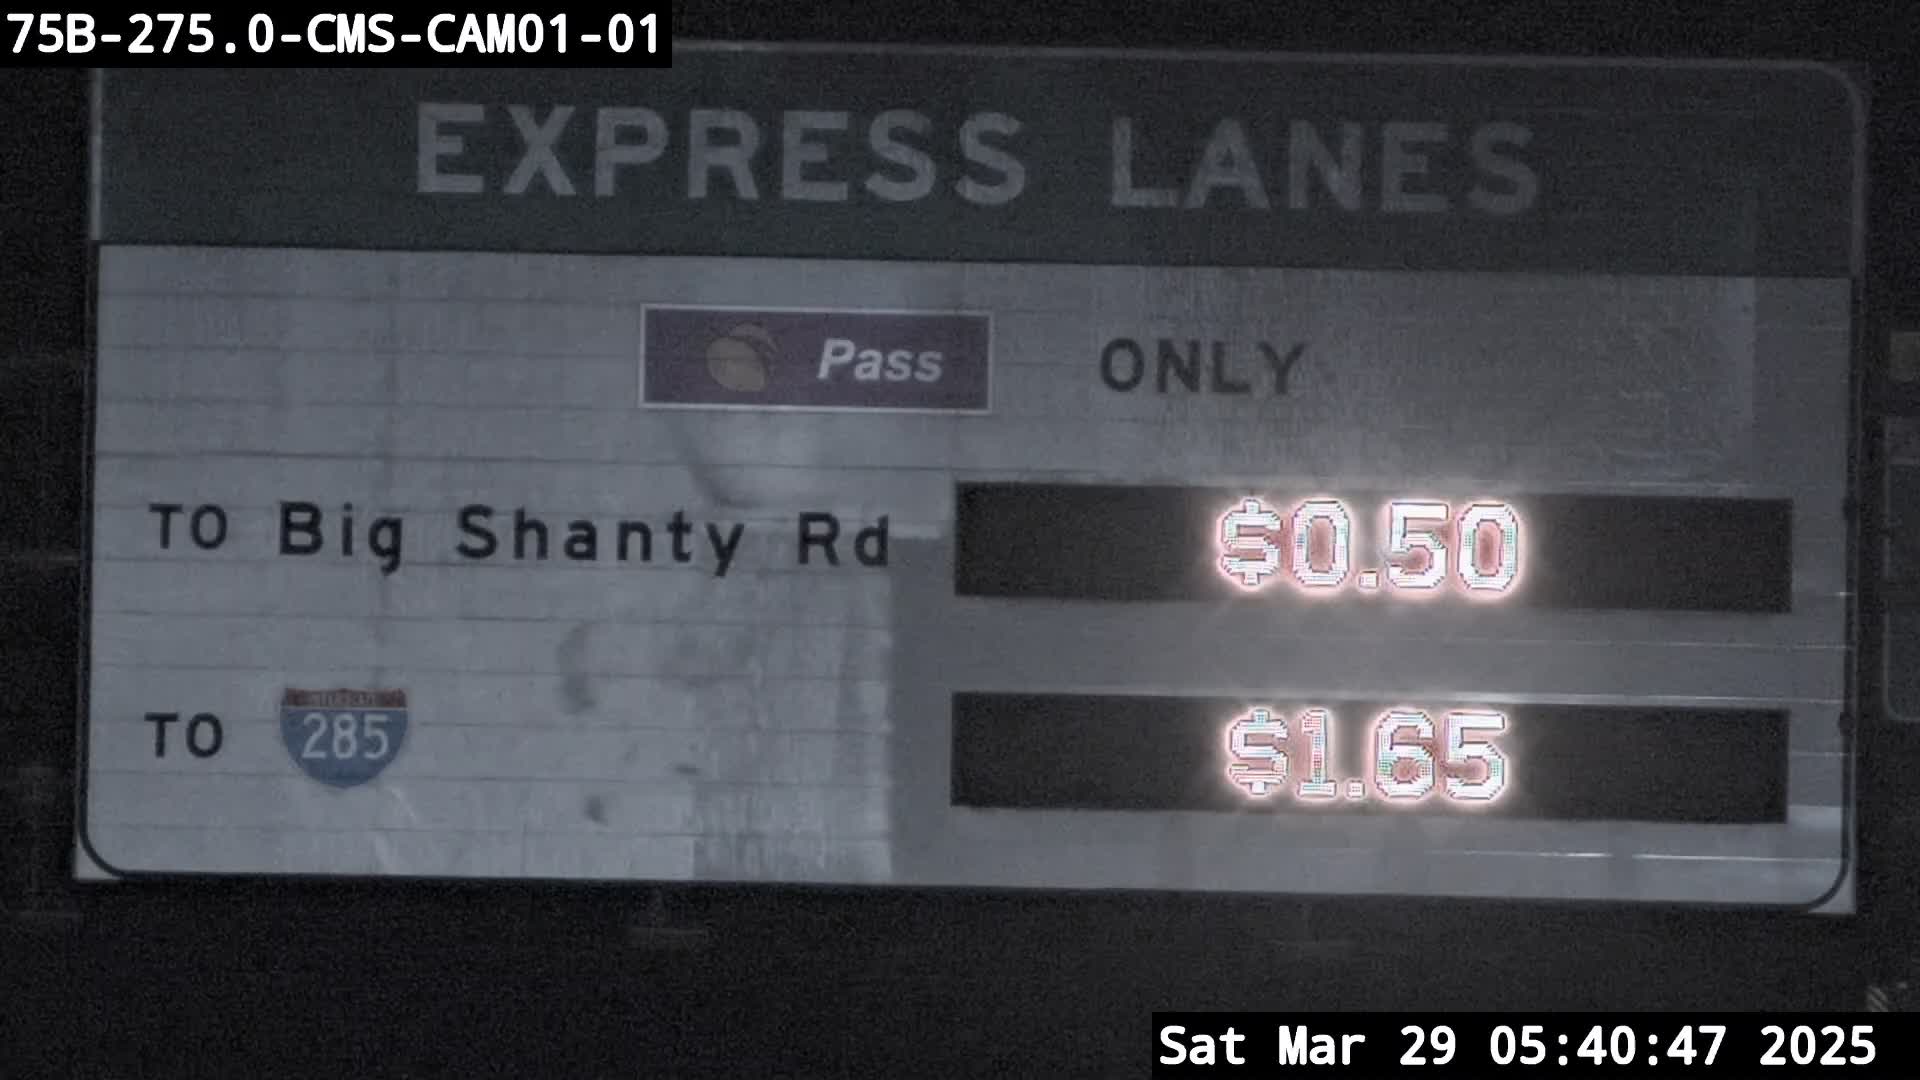 75B-275.0-CMS-CAM01-01
EXPRESS LANES
Pass ONLY
TO Big Shanty Rd $0.50
TO 285 $1.65
Sat Mar 29 05:40:47 2025